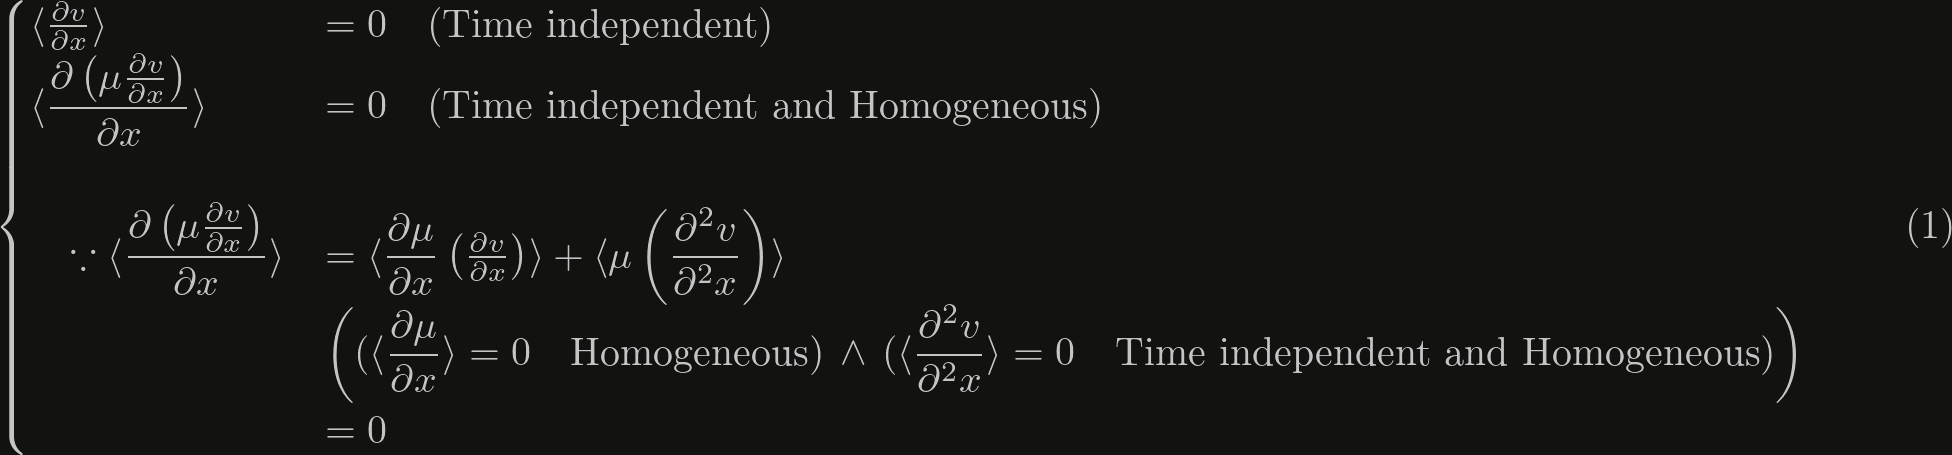 ⟨∂v/∂x⟩ = 0 (Time independent)
⟨∂(μ ∂v/∂x)/∂x⟩ = 0 (Time independent and Homogeneous)
∵ ⟨∂(μ ∂v/∂x)/∂x⟩ = ⟨∂μ/∂x (∂v/∂x)⟩ + ⟨μ (∂²v/∂²x)⟩ (1)
((⟨∂μ/∂x⟩ = 0 Homogeneous) ∧ (⟨∂²v/∂²x⟩ = 0 Time independent and Homogeneous))
= 0